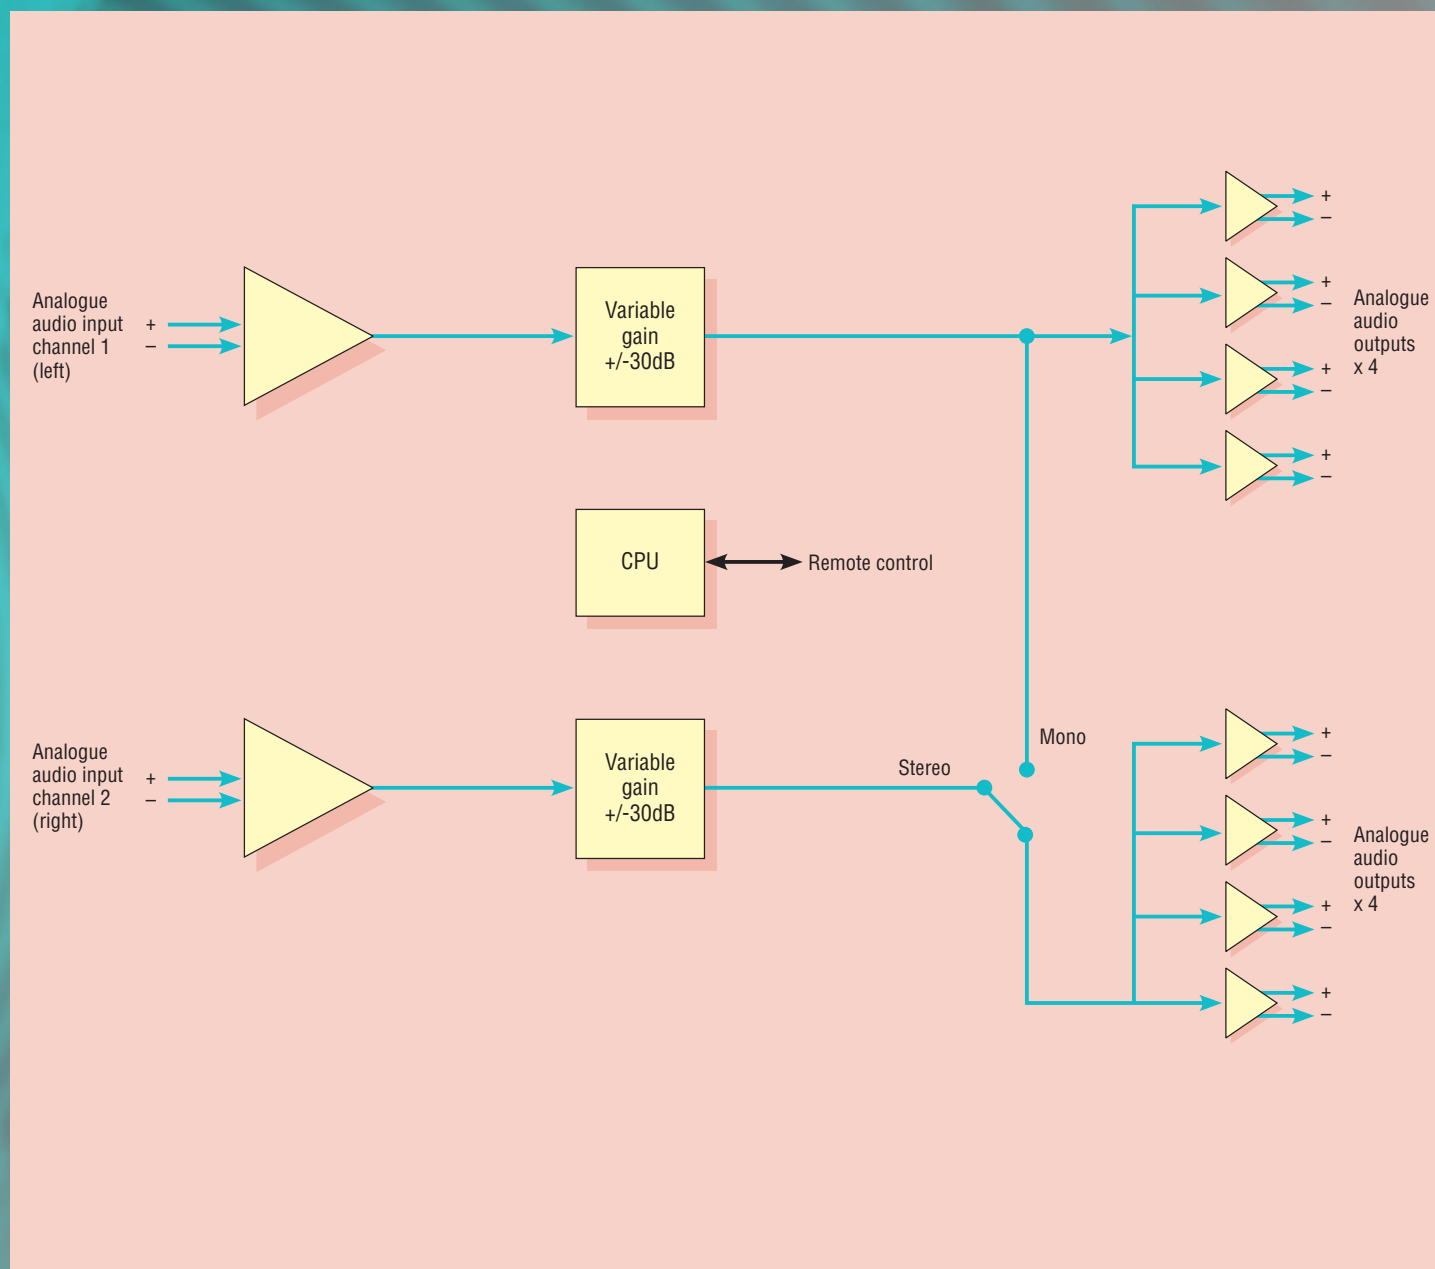 +
–
+
–
Analogue
audio input
channel 1
(left)
+
–
Variable
gain
+/-30dB
Analogue
audio
outputs
x 4
+
–
+
–
CPU
Remote control
Mono
Stereo
Analogue
audio input
channel 2
(right)
+
–
Variable
gain
+/-30dB
+
–
+
–
Analogue
audio
outputs
x 4
+
–
+
–